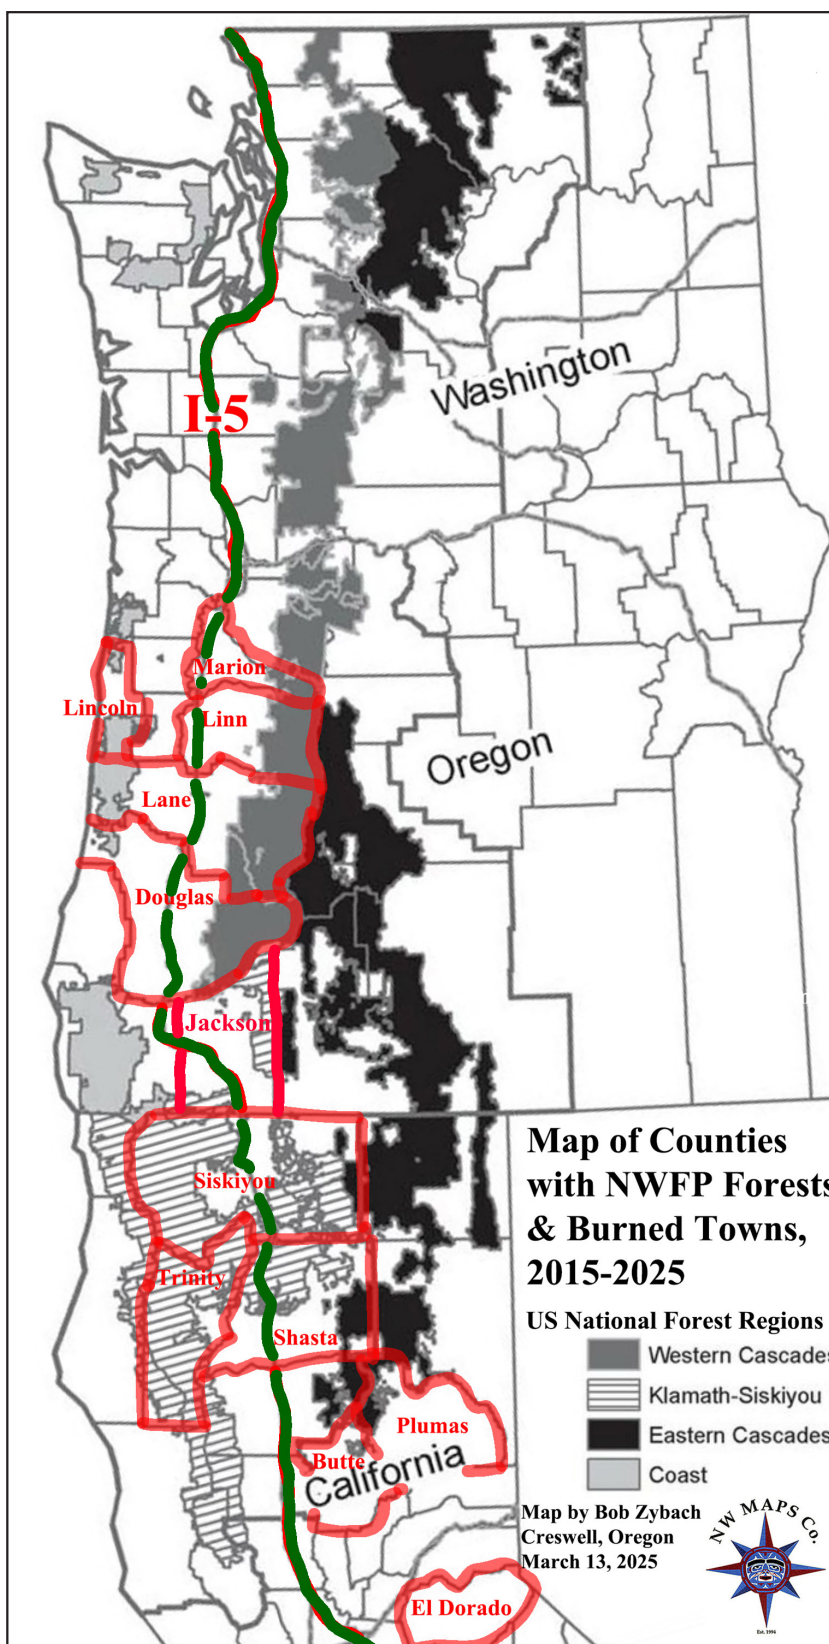 Washington
I-5
Marion
Lincoln
Linn
Oregon
Lane
Douglas
Jackson
Map of Counties
with NWFP Forests
& Burned Towns,
2015-2025
Siskiyou
Trinity
US National Forest Regions
Shasta
Western Cascades
Klamath-Siskiyou
Plumas
Eastern Cascades
Butte
California
Coast
Map by Bob Zybach
Creswell, Oregon
March 13, 2025
NW MAPS Co.
El Dorado
Est. 1994